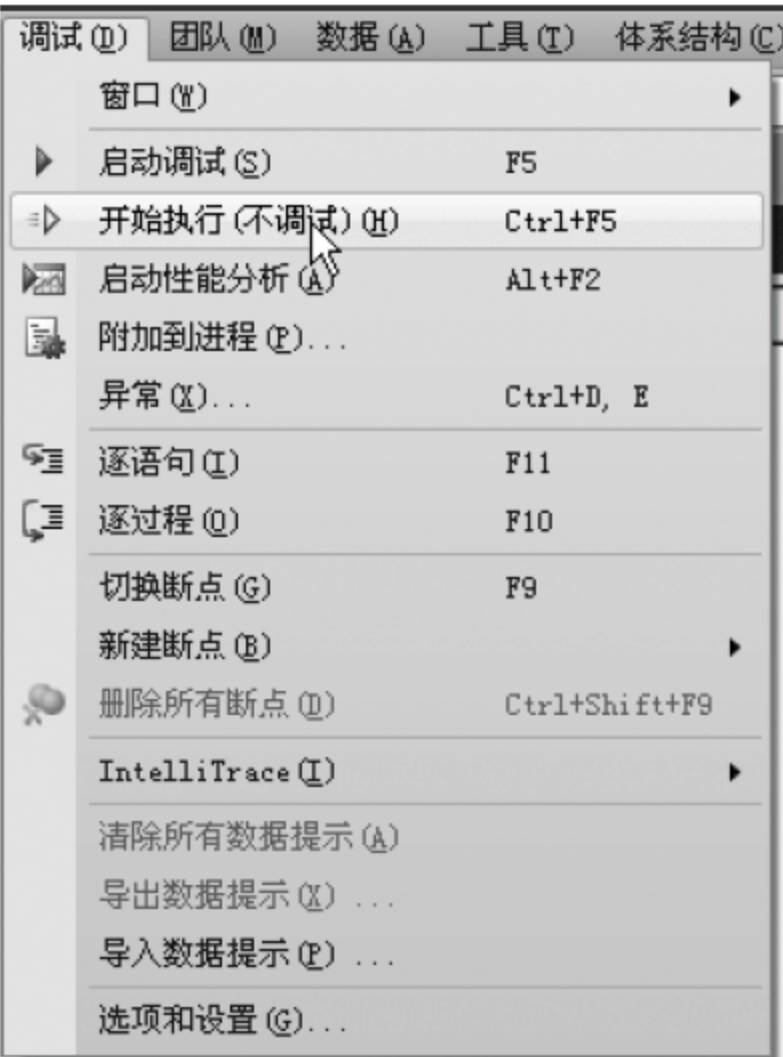 调试(D) 团队(M) 数据(A) 工具(T) 体系结构(C)
窗口(W)
启动调试(S) F5
开始执行(不调试)(H) Ctrl+F5
启动性能分析(A) Alt+F2
附加到进程(P)...
异常(X)... Ctrl+D, E
逐语句(I) F11
逐过程(O) F10
切换断点(G) F9
新建断点(B)
删除所有断点(D) Ctrl+Shift+F9
IntelliTrace(I)
清除所有数据提示(A)
导出数据提示(X) ...
导入数据提示(P) ...
选项和设置(G)...